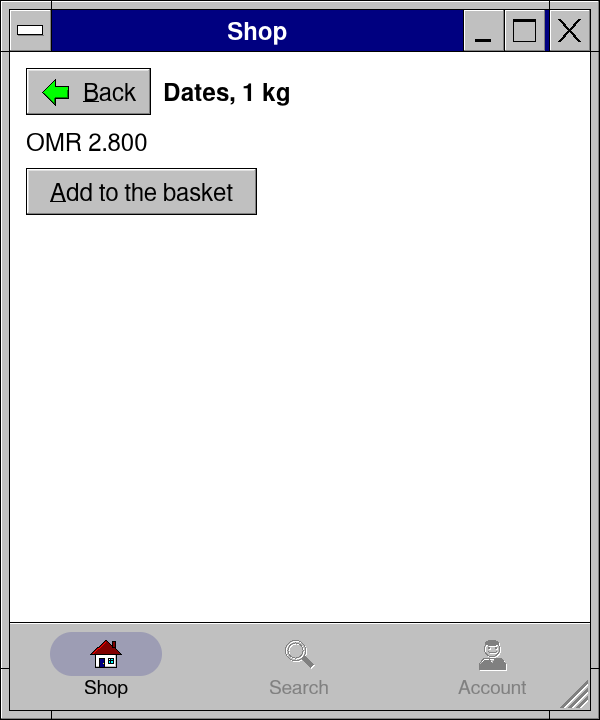 Shop
Back
Dates, 1 kg
OMR 2.800
Add to the basket
Shop
Search
Account